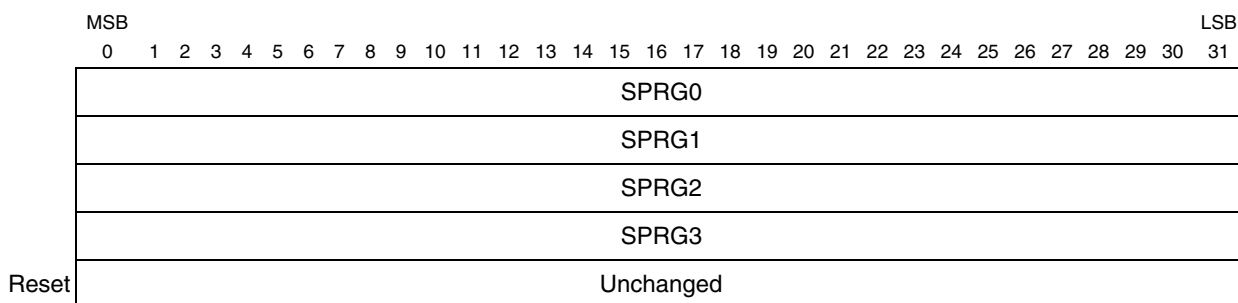 MSB LSB
0 1 2 3 4 5 6 7 8 9 10 11 12 13 14 15 16 17 18 19 20 21 22 23 24 25 26 27 28 29 30 31
SPRG0
SPRG1
SPRG2
SPRG3
Reset Unchanged